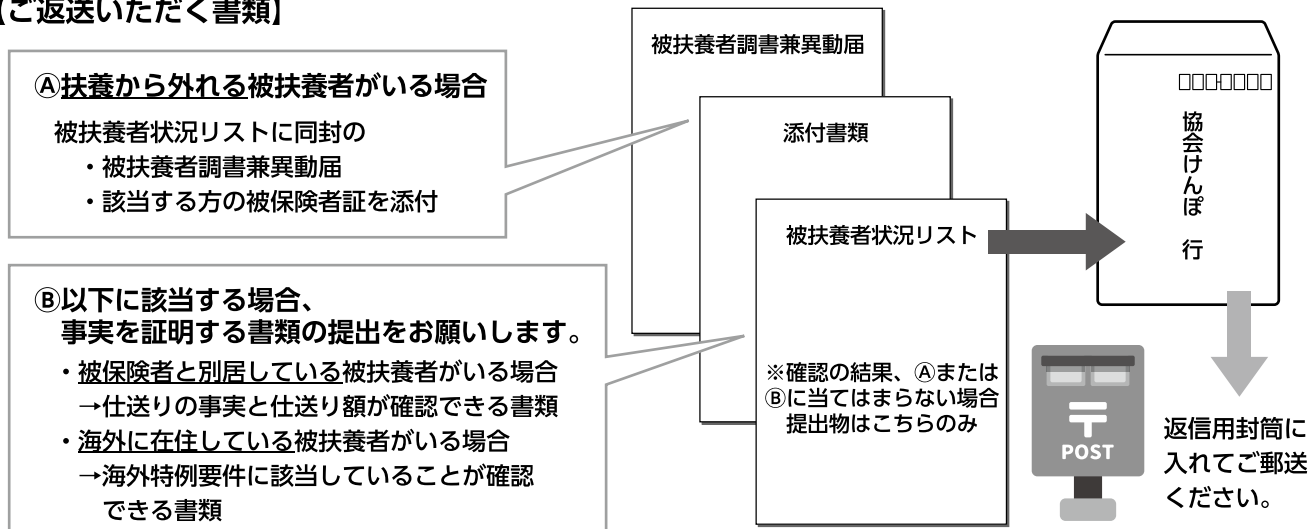 【ご返送いただく書類】
Ⓐ扶養から外れる被扶養者がいる場合
被扶養者状況リストに同封の
・被扶養者調書兼異動届
・該当する方の被保険者証を添付
Ⓑ以下に該当する場合、
事実を証明する書類の提出をお願いします。
・被保険者と別居している被扶養者がいる場合
→仕送りの事実と仕送り額が確認できる書類
・海外に在住している被扶養者がいる場合
→海外特例要件に該当していることが確認
できる書類
被扶養者調書兼異動届
添付書類
被扶養者状況リスト
※確認の結果、Ⓐまたは
Ⓑに当てはまらない場合
提出物はこちらのみ
協会けんぽ 行
〒
POST
返信用封筒に
入れてご郵送
ください。